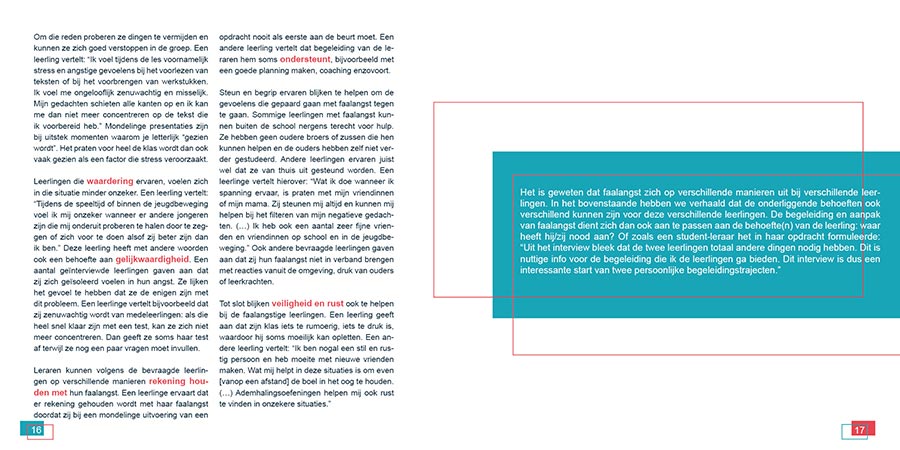 Om die reden proberen ze dingen te vermijden en
kunnen ze zich goed verstoppen in de groep. Een
leerling vertelt: “Ik voel tijdens de les voornamelijk
stress en angstige gevoelens bij het voorlezen van
teksten of bij het voorbrengen van werkstukken.
Ik voel me ongelooflijk zenuwachtig en misselijk.
Mijn gedachten schieten alle kanten op en ik kan
me dan niet meer concentreren op de tekst die
ik voorbereid heb.” Mondelinge presentaties zijn
bij uitstek momenten waarom je letterlijk “gezien
wordt”. Het praten voor heel de klas wordt dan ook
vaak gezien als een factor die stress veroorzaakt.
Leerlingen die waardering ervaren, voelen zich
in die situatie minder onzeker. Een leerling vertelt:
“Tijdens de speeltijd of binnen de jeugdbeweging
voel ik mij onzeker wanneer er andere jongeren
zijn die mij onderuit proberen te halen door te zeg-
gen of zich voor te doen alsof zij beter zijn dan
ik ben.” Deze leerling heeft met andere woorden
ook een behoefte aan gelijkwaardigheid. Een
aantal geïnterviewde leerlingen gaven aan dat
zij zich geïsoleerd voelen in hun angst. Ze lijken
het gevoel te hebben dat ze de enigen zijn met
dit probleem. Een leerlinge vertelt bijvoorbeeld dat
zij zenuwachtig wordt van medeleerlingen: als die
heel snel klaar zijn met een test, kan ze zich niet
meer concentreren. Dan geeft ze soms haar test
af terwijl ze nog een paar vragen moet invullen.
Leraren kunnen volgens de bevraagde leerlin-
gen op verschillende manieren rekening hou-
den met hun faalangst. Een leerlinge ervaart dat
er rekening gehouden wordt met haar faalangst
doordat zij bij een mondelinge uitvoering van een
opdracht nooit als eerste aan de beurt moet. Een
andere leerling vertelt dat begeleiding van de le-
raren hem soms ondersteunt, bijvoorbeeld met
een goede planning maken, coaching enzovoort.
Steun en begrip ervaren blijken te helpen om de
gevoelens die gepaard gaan met faalangst tegen
te gaan. Sommige leerlingen met faalangst kun-
nen buiten de school nergens terecht voor hulp.
Ze hebben geen oudere broers of zussen die hen
kunnen helpen en de ouders hebben zelf niet ver-
der gestudeerd. Andere leerlingen ervaren juist
wel dat ze van thuis uit gesteund worden. Een
leerlinge vertelt hierover: “Wat ik doe wanneer ik
spanning ervaar, is praten met mijn vriendinnen
of mijn mama. Zij steunen mij altijd en kunnen mij
helpen bij het filteren van mijn negatieve gedach-
ten. (…) Ik heb ook een aantal zeer fijne vrien-
den en vriendinnen op school en in de jeugdbe-
weging.” Ook andere bevraagde leerlingen gaven
aan dat zij hun faalangst niet in verband brengen
met reacties vanuit de omgeving, druk van ouders
of leerkrachten.
Tot slot blijken veiligheid en rust ook te helpen
bij de faalangstige leerlingen. Een leerling geeft
aan dat zijn klas iets te rumoerig, iets te druk is,
waardoor hij soms moeilijk kan opletten. Een an-
dere leerling vertelt: “Ik ben nogal een stil en rus-
tig persoon en heb moeite met nieuwe vrienden
maken. Wat mij helpt in deze situaties is om even
[vanop een afstand] de boel in het oog te houden.
(…) Ademhalingsoefeningen helpen mij ook rust
te vinden in onzekere situaties.”
Het is geweten dat faalangst zich op verschillende manieren uit bij verschillende leer-
lingen. In het bovenstaande hebben we verhaald dat de onderliggende behoeften ook
verschillend kunnen zijn voor deze verschillende leerlingen. De begeleiding en aanpak
van faalangst dient zich dan ook aan te passen aan de behoefte(n) van de leerling: waar
heeft hij/zij nood aan? Of zoals een student-leraar het in haar opdracht formuleerde:
“Uit het interview bleek dat de twee leerlingen totaal andere dingen nodig hebben. Dit is
nuttige info voor de begeleiding die ik de leerlingen ga bieden. Dit interview is dus een
interessante start van twee persoonlijke begeleidingstrajecten.”
16
17